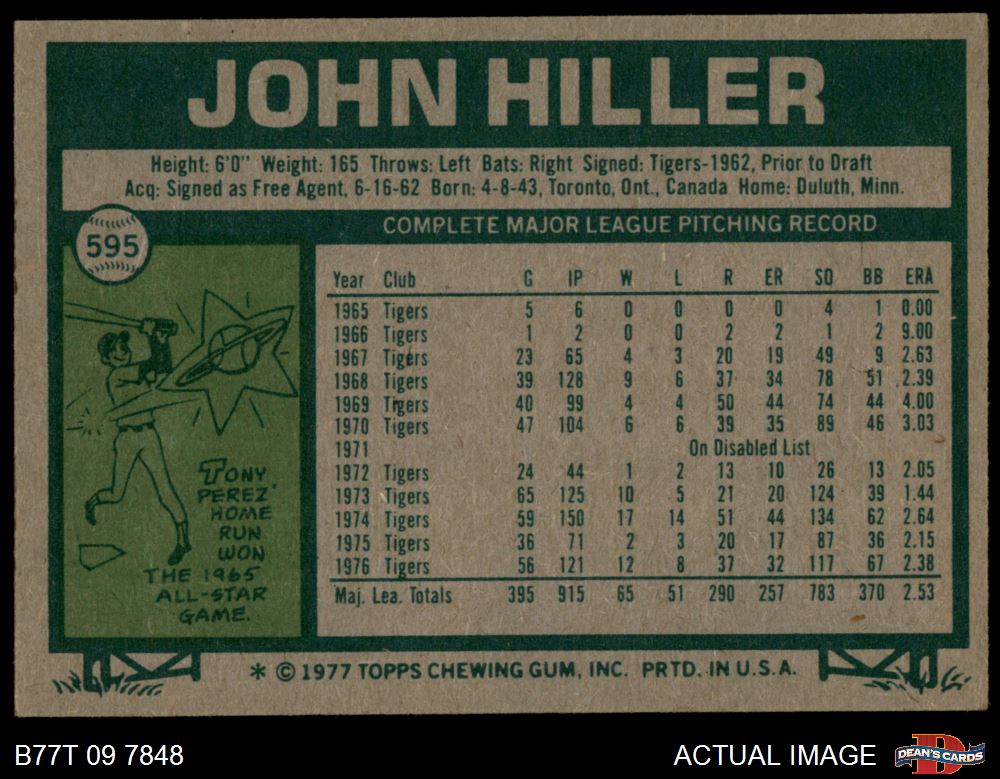 JOHN HILLER
Height: 6'0" Weight: 165 Throws: Left Bats: Right Signed: Tigers-1962, Prior to Draft
Acq: Signed as Free Agent, 6-16-62 Born: 4-8-43, Toronto, Ont., Canada Home: Duluth, Minn.
595
COMPLETE MAJOR LEAGUE PITCHING RECORD
Year Club G IP W L R ER SO BB ERA
1965 Tigers 5 6 0 0 0 0 4 1 0.00
1966 Tigers 1 2 0 0 2 2 1 2 9.00
1967 Tigers 23 65 4 3 20 19 49 9 2.63
1968 Tigers 39 128 9 6 37 34 78 51 2.39
1969 Tigers 40 99 4 4 50 44 74 44 4.00
1970 Tigers 47 104 6 6 39 35 89 46 3.03
1971 On Disabled List
1972 Tigers 24 44 1 2 13 10 26 13 2.05
1973 Tigers 65 125 10 5 21 20 124 39 1.44
1974 Tigers 59 150 17 14 51 44 134 62 2.64
1975 Tigers 36 71 2 3 20 17 87 36 2.15
1976 Tigers 56 121 12 8 37 32 117 67 2.38
Maj. Lea. Totals 395 915 65 51 290 257 783 370 2.53
TONY
PEREZ'
HOME
RUN
WON
THE 1965
ALL-STAR
GAME.
* © 1977 TOPPS CHEWING GUM, INC. PRTD. IN U.S.A.
B77T 09 7848
ACTUAL IMAGE
DEAN'S CARDS